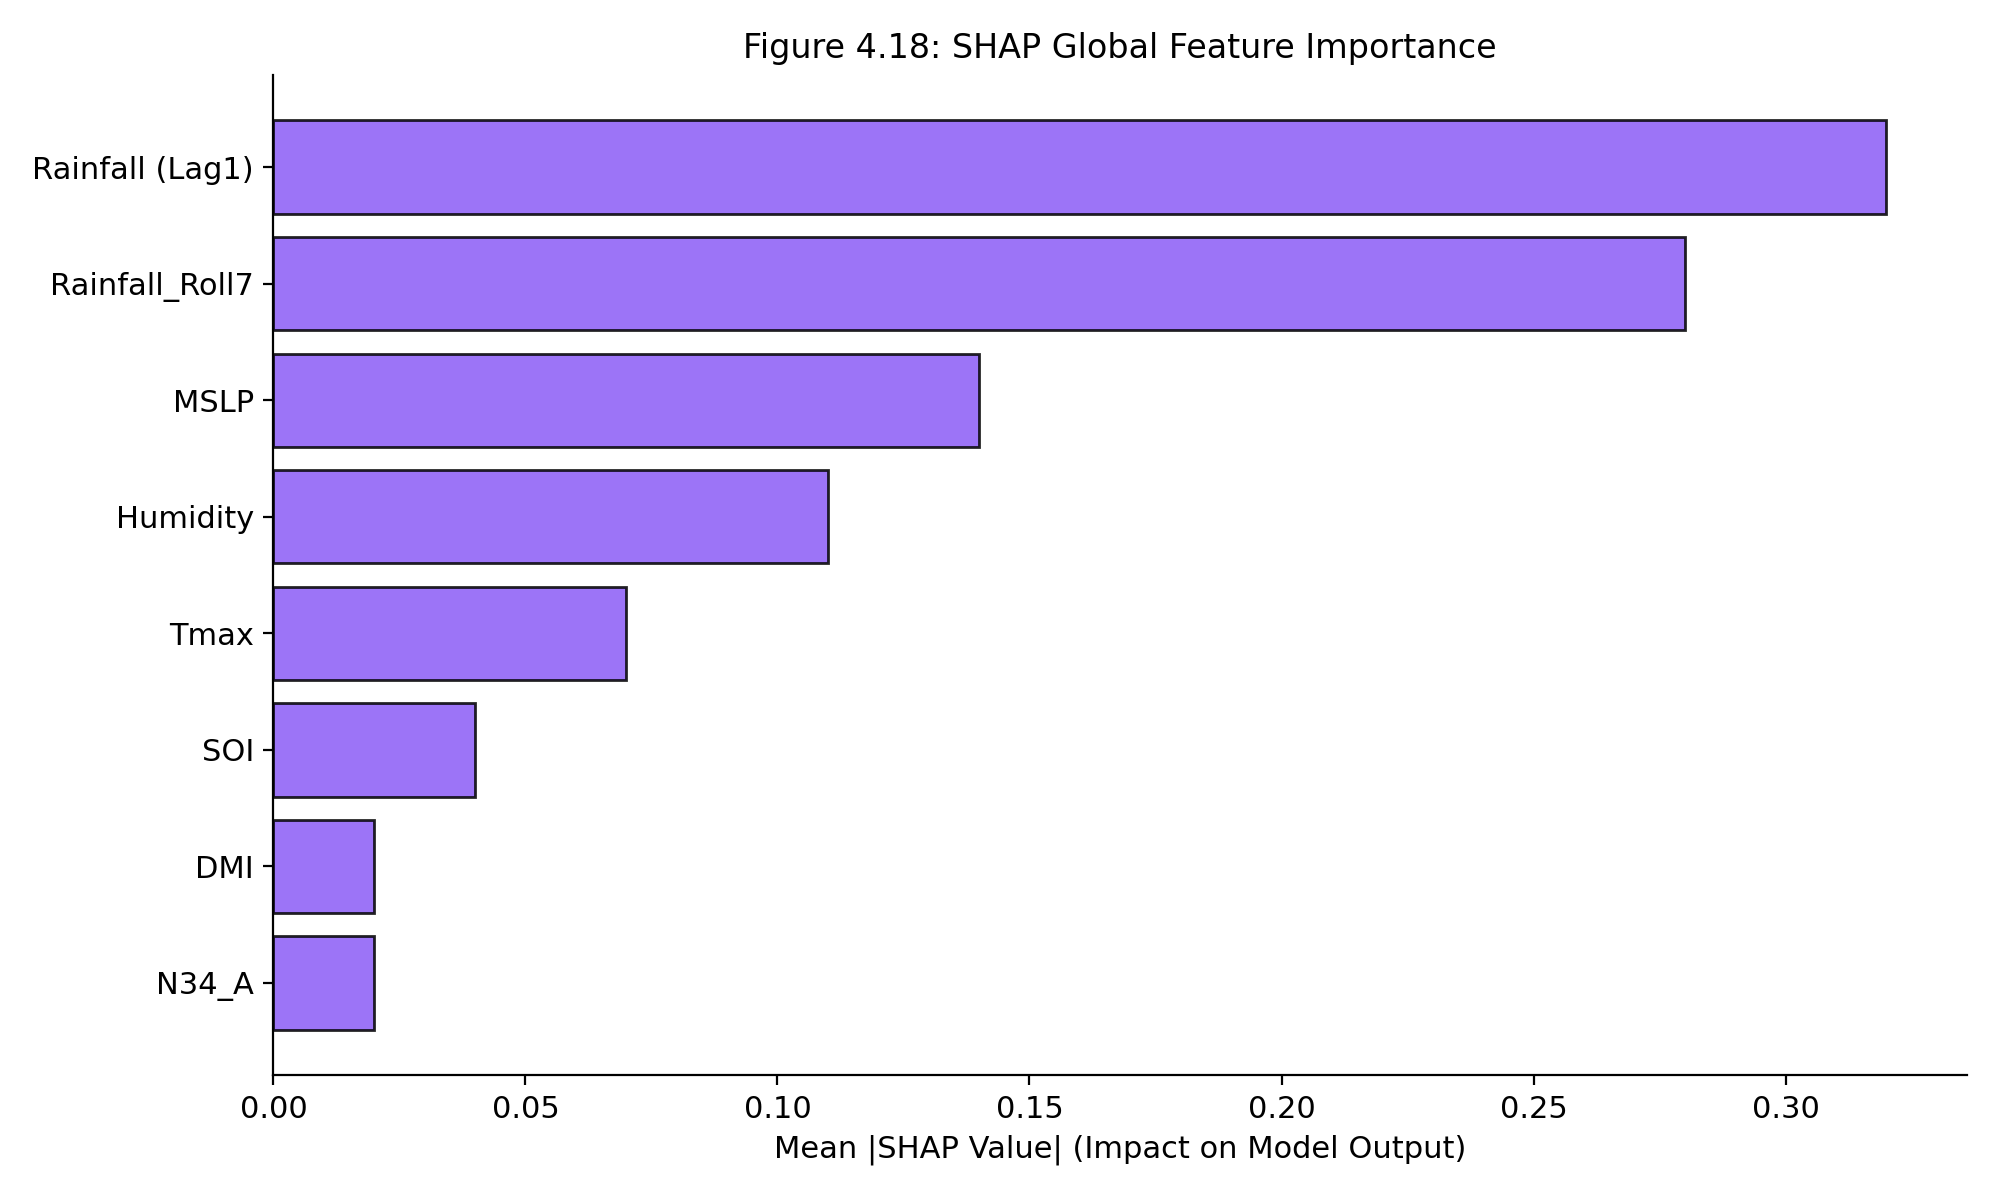 Figure 4.18: SHAP Global Feature Importance
Rainfall (Lag1)
Rainfall_Roll7
MSLP
Humidity
Tmax
SOI
DMI
N34_A
0.00 0.05 0.10 0.15 0.20 0.25 0.30
Mean |SHAP Value| (Impact on Model Output)